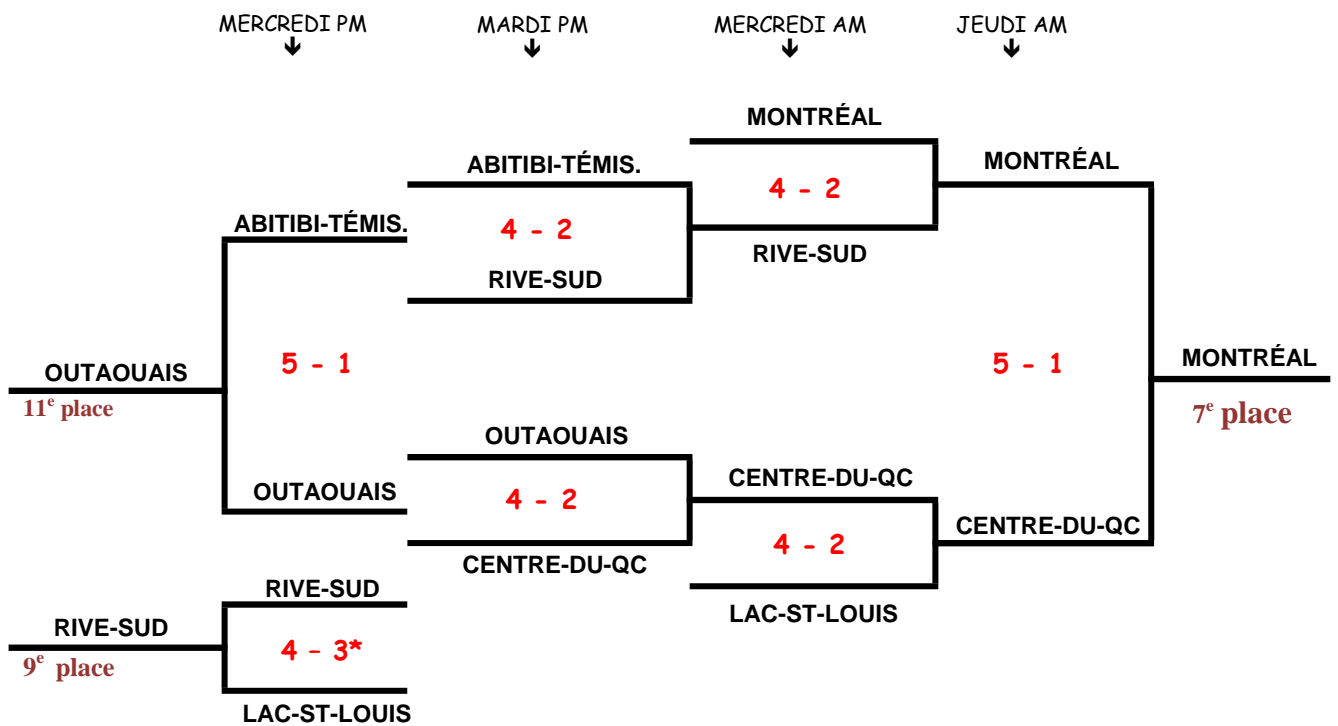 MERCREDI PM
MARDI PM
MERCREDI AM
JEUDI AM
MONTRÉAL
ABITIBI-TÉMIS.
MONTRÉAL
4 - 2
ABITIBI-TÉMIS.
4 - 2
RIVE-SUD
RIVE-SUD
OUTAOUAIS
5 - 1
5 - 1
MONTRÉAL
11e place
7e place
OUTAOUAIS
CENTRE-DU-QC
OUTAOUAIS
4 - 2
CENTRE-DU-QC
4 - 2
CENTRE-DU-QC
RIVE-SUD
LAC-ST-LOUIS
RIVE-SUD
4 - 3*
9e place
LAC-ST-LOUIS